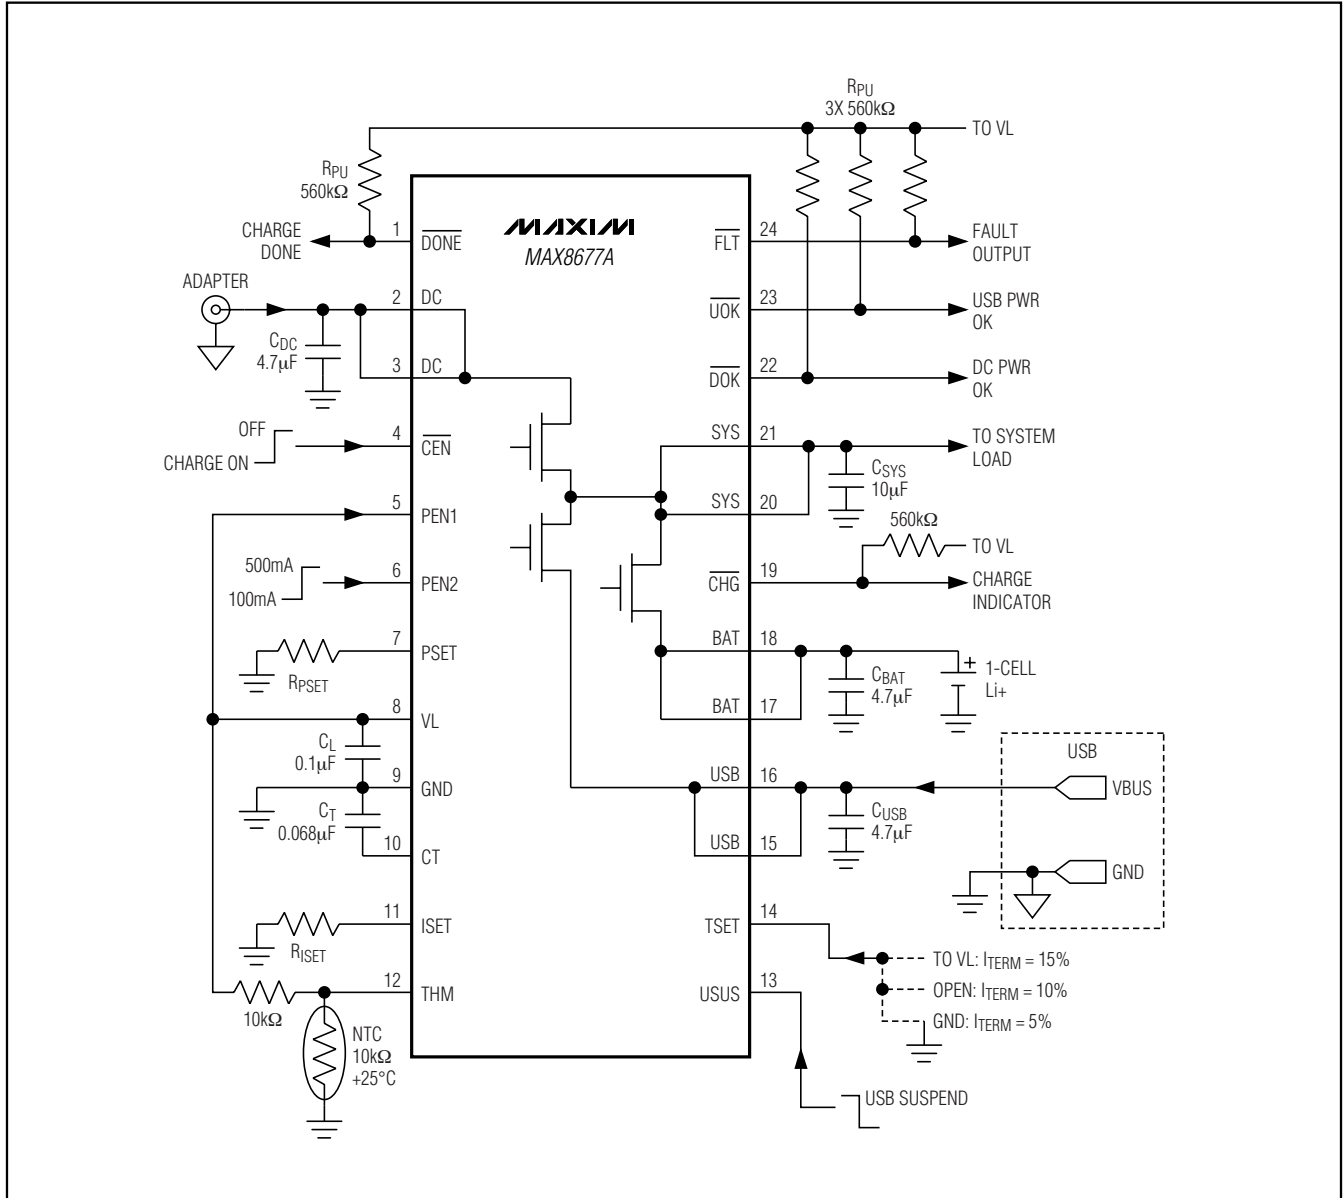 RPU
3X 560kΩ
TO VL
RPU
560kΩ
MAXIM
MAX8677A
CHARGE
DONE
1
DONE
24
FLT
FAULT
OUTPUT
ADAPTER
2
DC
23
UOK
USB PWR
OK
CDC
4.7µF
3
DC
22
DOK
DC PWR
OK
OFF
CHARGE ON
4
CEN
SYS
21
TO SYSTEM
LOAD
CSYS
10µF
5
PEN1
SYS
20
560kΩ
TO VL
500mA
100mA
6
PEN2
19
CHG
CHARGE
INDICATOR
7
PSET
RPSET
BAT
18
CBAT
4.7µF
+
1-CELL
Li+
8
VL
BAT
17
CL
0.1µF
9
GND
USB
16
USB
VBUS
CT
0.068µF
10
CT
USB
15
CUSB
4.7µF
GND
11
ISET
RISET
TSET
14
TO VL: ITERM = 15%
OPEN: ITERM = 10%
GND: ITERM = 5%
12
THM
10kΩ
USUS
13
NTC
10kΩ
+25°C
USB SUSPEND